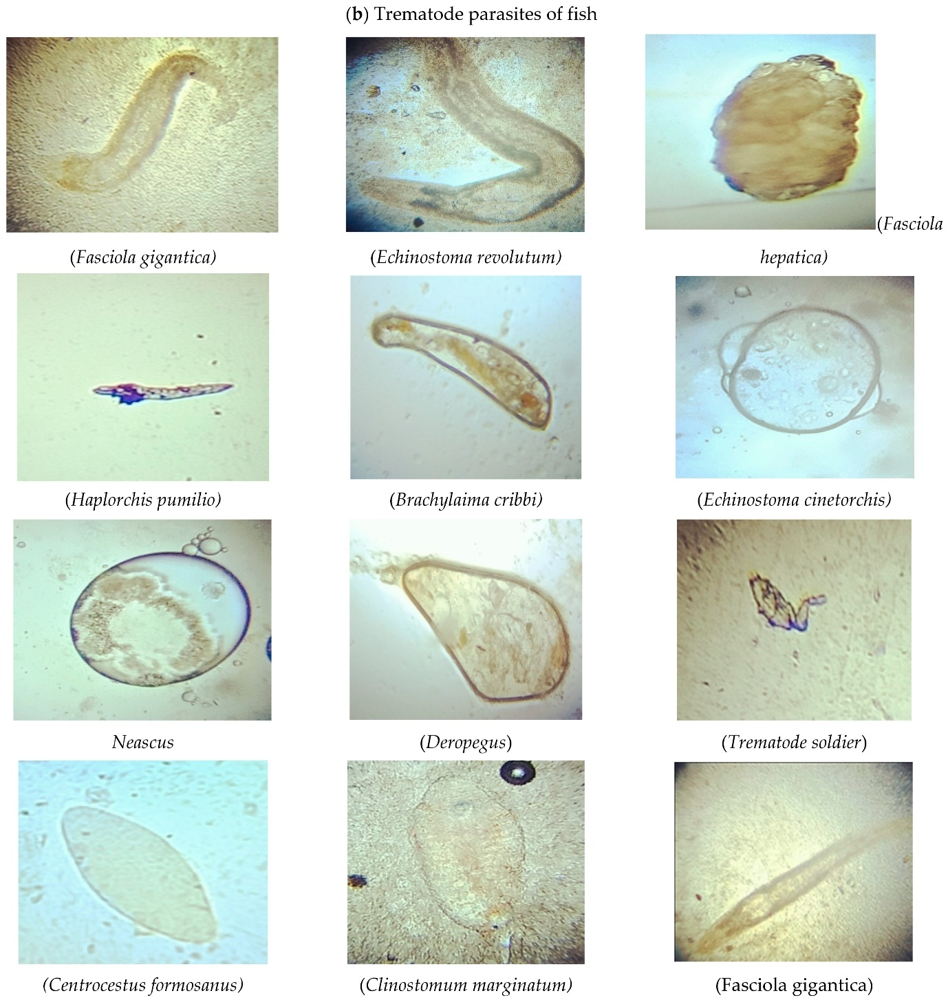 (b) Trematode parasites of fish
(Fasciola
(Fasciola gigantica)
(Echinostoma revolutum)
hepatica)
(Haplorchis pumilio)
(Brachylaima cribbi)
(Echinostoma cinetorchis)
Neascus
(Deropegus)
(Trematode soldier)
(Centrocestus formosanus)
(Clinostomum marginatum)
(Fasciola gigantica)